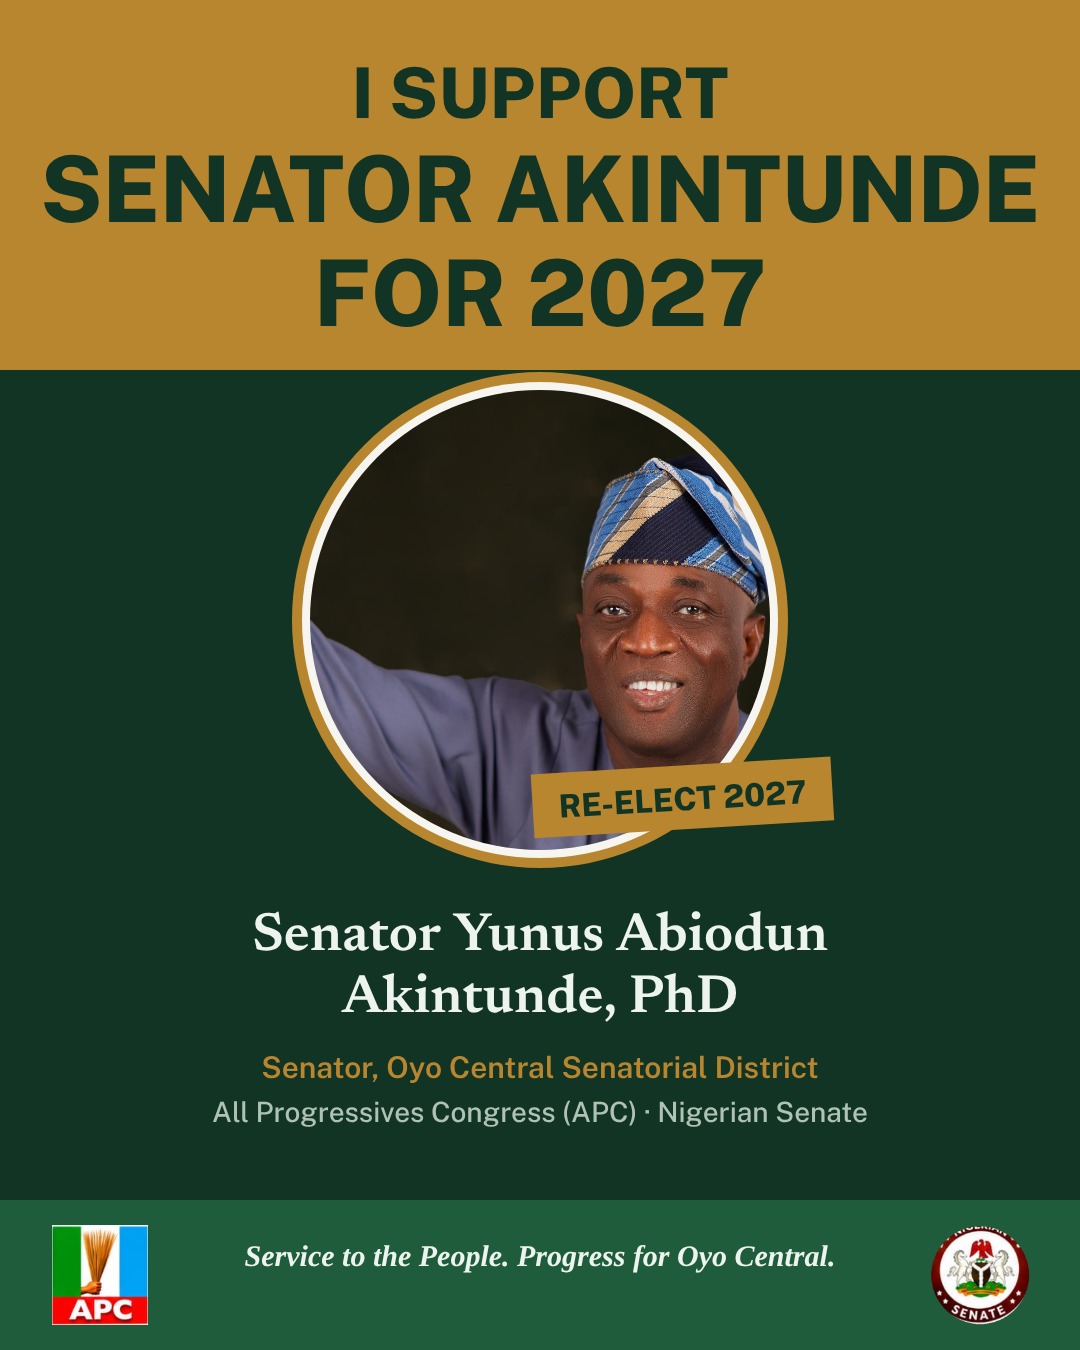 I SUPPORT
SENATOR AKINTUNDE
FOR 2027
RE-ELECT 2027
Senator Yunus Abiodun
Akintunde, PhD
Senator, Oyo Central Senatorial District
All Progressives Congress (APC) · Nigerian Senate
Service to the People. Progress for Oyo Central.
APC
NIGERIAN
SENATE